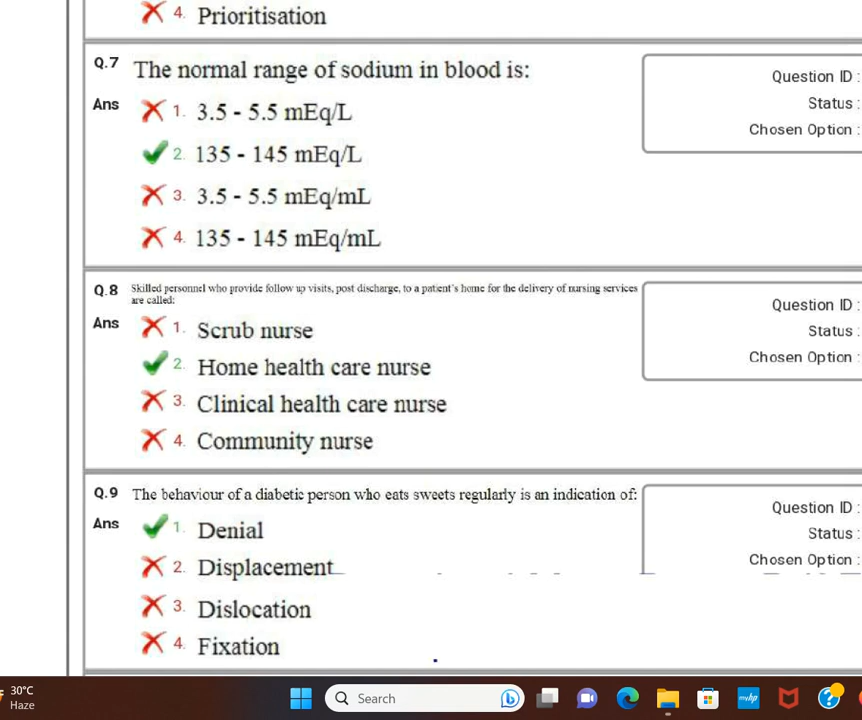 4. Prioritisation
Q.7 The normal range of sodium in blood is:
Question ID :
Status :
Chosen Option :
Ans 1. 3.5 - 5.5 mEq/L
2. 135 - 145 mEq/L
3. 3.5 - 5.5 mEq/mL
4. 135 - 145 mEq/mL
Q.8 Skilled personnel who provide follow up visits, post discharge, to a patient's home for the delivery of nursing services
are called:
Question ID :
Status :
Chosen Option :
Ans 1. Scrub nurse
2. Home health care nurse
3. Clinical health care nurse
4. Community nurse
Q.9 The behaviour of a diabetic person who eats sweets regularly is an indication of:
Question ID :
Status :
Chosen Option :
Ans 1. Denial
2. Displacement
3. Dislocation
4. Fixation
30°C
Haze
Search
myhp